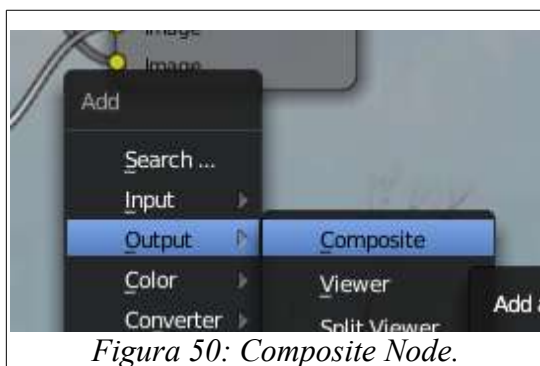 Image
Image
Add
Search ...
Input
Output
Composite
Color
Viewer
Add a
Converter
Split Viewer
Figura 50: Composite Node.